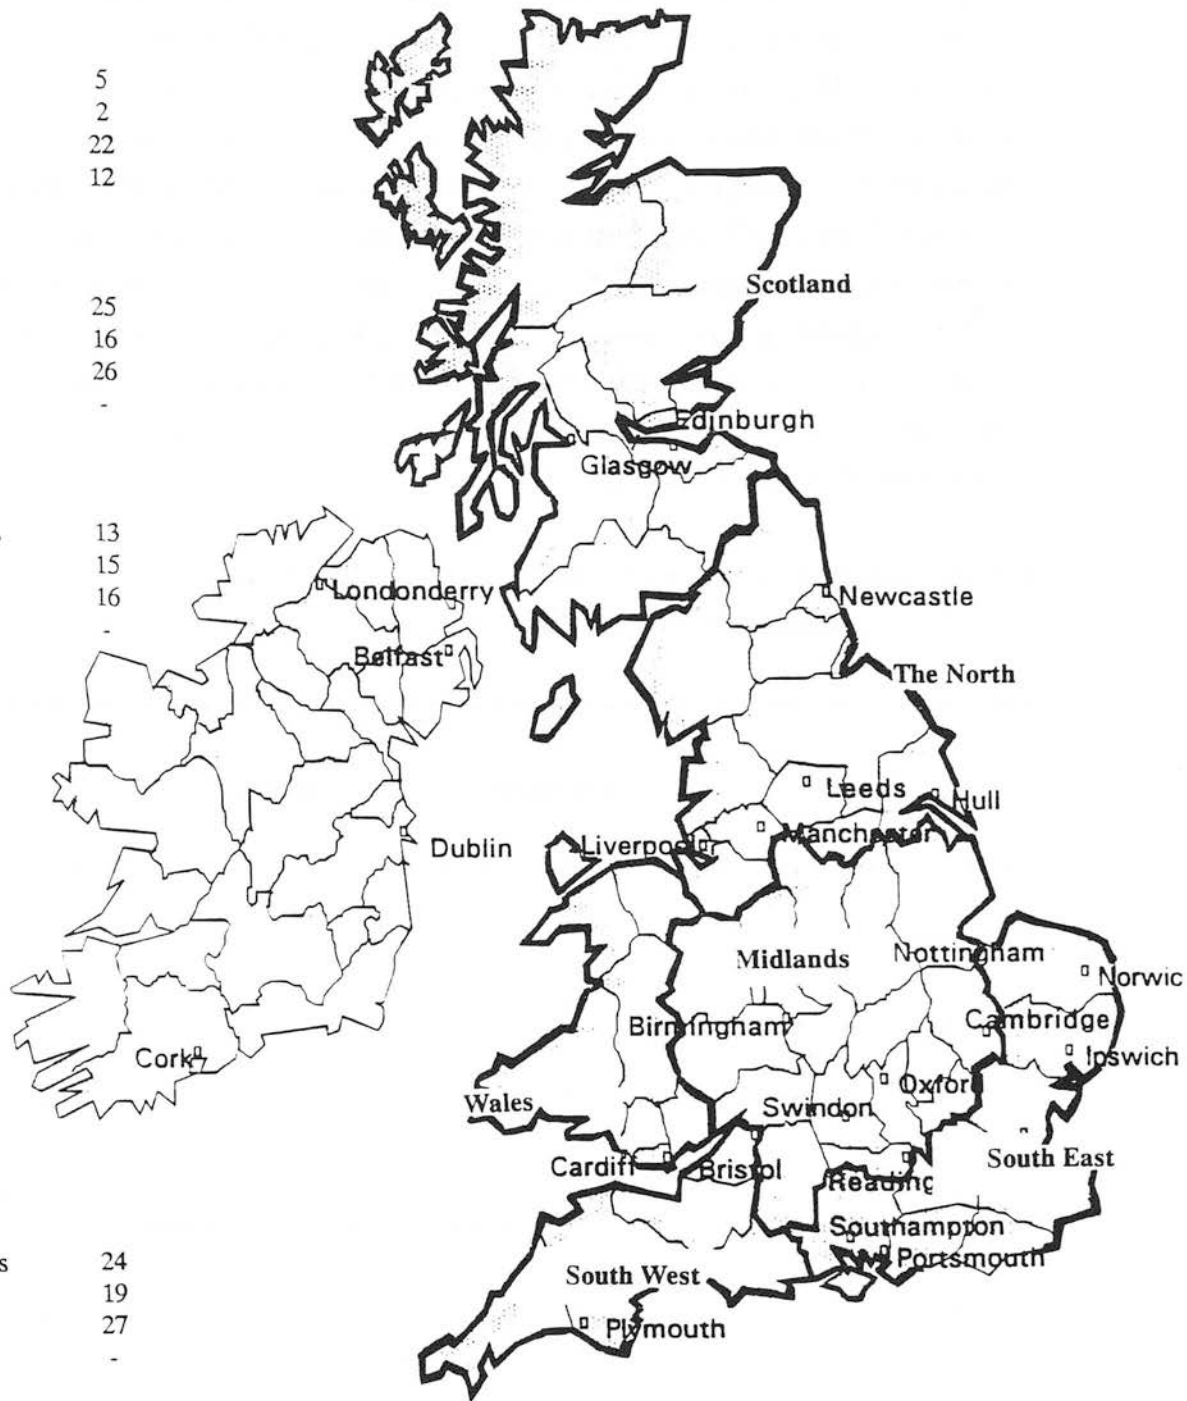 5
2
22
12
25
16
26
-
13
15
16
-
s 24
19
27
-
Scotland
Edinburgh
Glasgow
Londonderry
Newcastle
Belfast
The North
Leeds
Hull
Liverpool
Manchester
Dublin
Midlands
Nottingham
Norwic
Birmingham
Cambridge
Cork
Ipswich
Oxfor
Wales
Swindon
Cardiff
Bristol
South East
Reading
Southampton
Portsmouth
South West
Plymouth